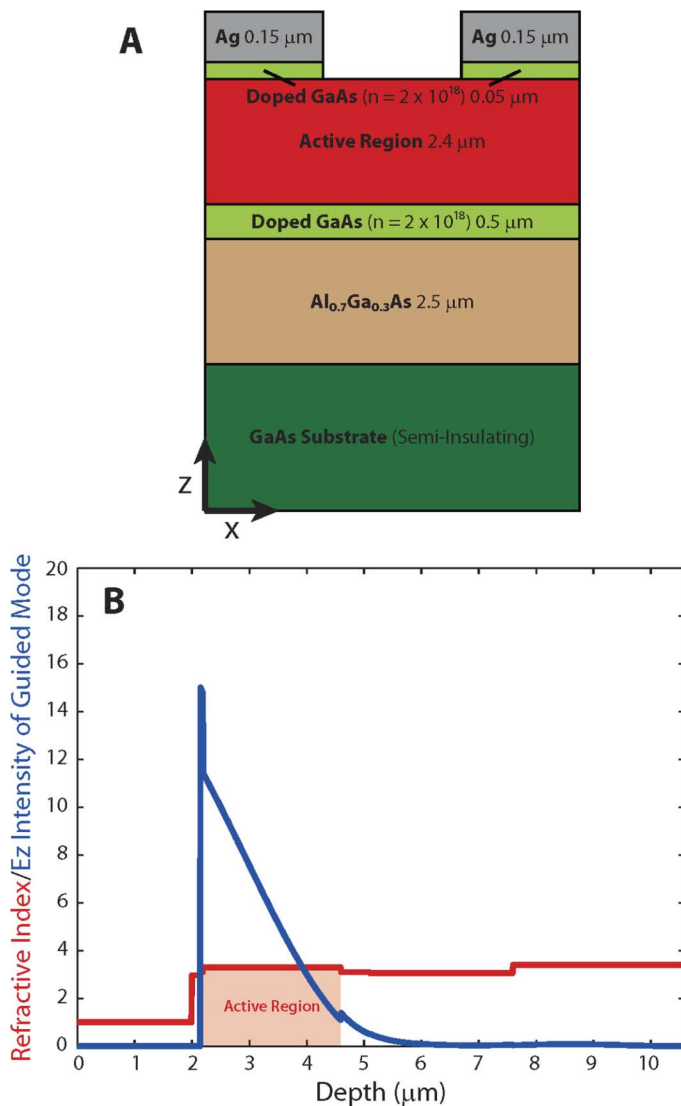 A
Ag 0.15 μm
Ag 0.15 μm
Doped GaAs (n = 2 x 10¹⁸) 0.05 μm
Active Region 2.4 μm
Doped GaAs (n = 2 x 10¹⁸) 0.5 μm
Al₀.₇Ga₀.₃As 2.5 μm
GaAs Substrate (Semi-Insulating)
Z
X
B
Refractive Index/Ez Intensity of Guided Mode
20
18
16
14
12
10
8
6
4
2
0
Active Region
0 1 2 3 4 5 6 7 8 9 10
Depth (μm)